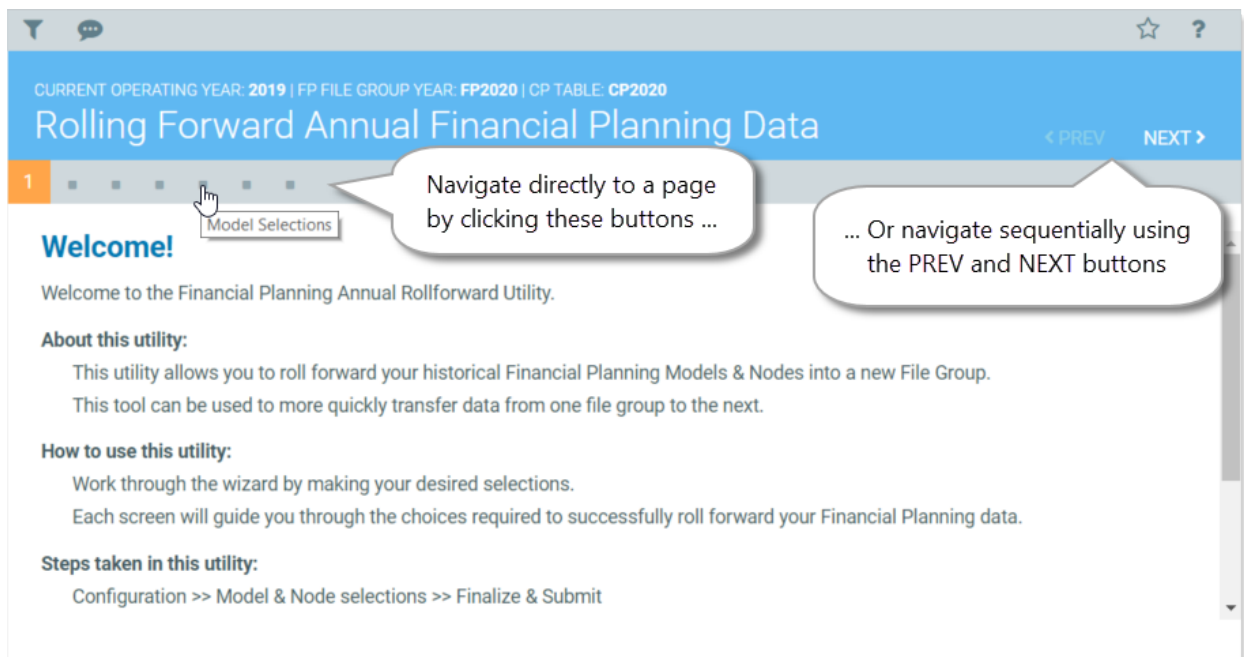 ?
CURRENT OPERATING YEAR: 2019 | FP FILE GROUP YEAR: FP2020 | CP TABLE: CP2020
Rolling Forward Annual Financial Planning Data
< PREV NEXT >
1
Navigate directly to a page
by clicking these buttons ...
Model Selections
... Or navigate sequentially using
the PREV and NEXT buttons
Welcome!
Welcome to the Financial Planning Annual Rollforward Utility.
About this utility:
This utility allows you to roll forward your historical Financial Planning Models & Nodes into a new File Group.
This tool can be used to more quickly transfer data from one file group to the next.
How to use this utility:
Work through the wizard by making your desired selections.
Each screen will guide you through the choices required to successfully roll forward your Financial Planning data.
Steps taken in this utility:
Configuration >> Model & Node selections >> Finalize & Submit